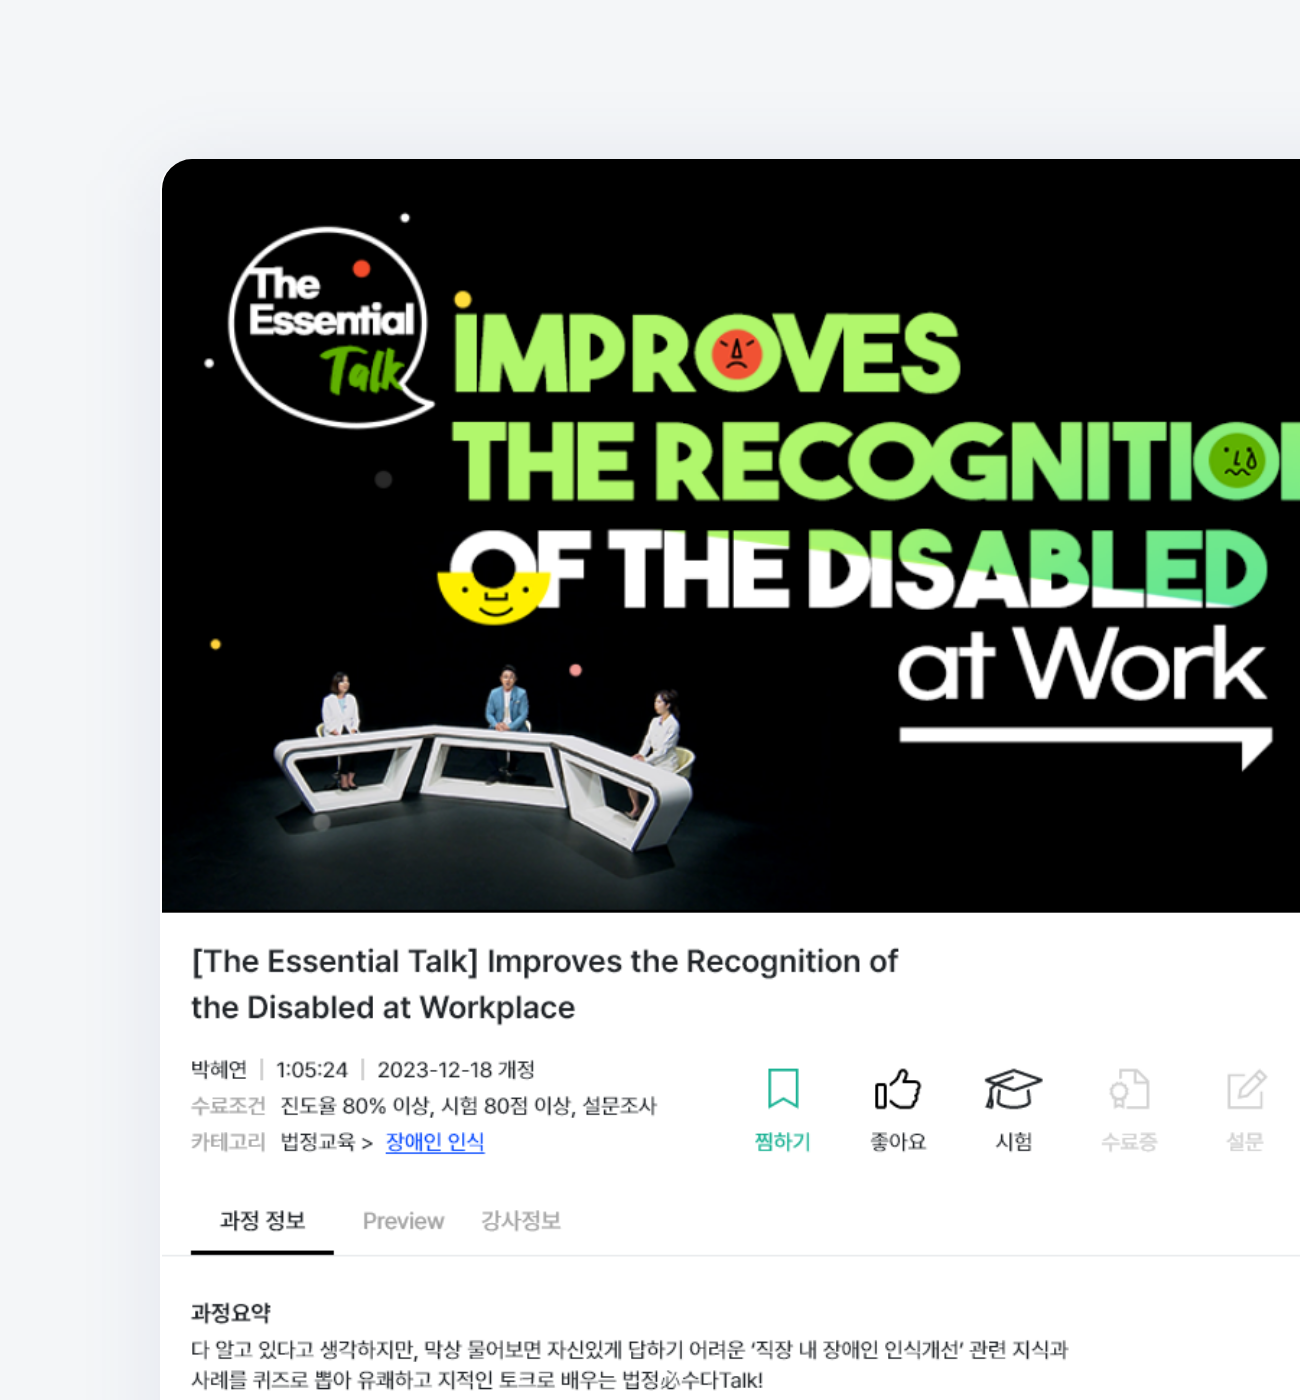 The
Essential
Talk
IMPROVES
THE RECOGNITION
OF THE DISABLED
at Work
[The Essential Talk] Improves the Recognition of
the Disabled at Workplace
박혜연 | 1:05:24 | 2023-12-18 개정
수료조건 진도율 80% 이상, 시험 80점 이상, 설문조사
카테고리 법정교육 > 장애인 인식
찜하기 좋아요 시험 수료증 설문
과정 정보 Preview 강사정보
과정요약
다 알고 있다고 생각하지만, 막상 물어보면 자신있게 답하기 어려운 ‘직장 내 장애인 인식개선’ 관련 지식과
사례를 퀴즈로 뽑아 유쾌하고 지적인 토크로 배우는 법정必수다Talk!